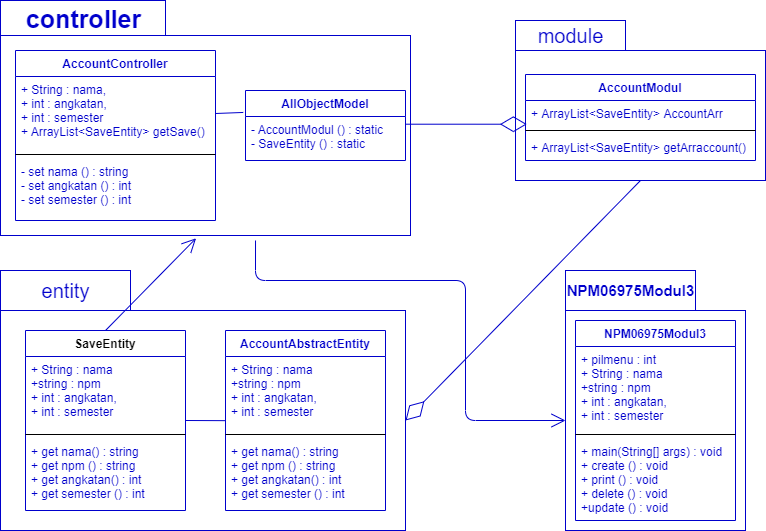 controller
AccountController
+ String : nama,
+ int : angkatan,
+ int : semester
+ ArrayList<SaveEntity> getSave()
- set nama () : string
- set angkatan () : int
- set semester () : int
AllObjectModel
- AccountModul () : static
- SaveEntity () : static
module
AccountModul
+ ArrayList<SaveEntity> AccountArr
+ ArrayList<SaveEntity> getArraccount()
entity
SaveEntity
+ String : nama
+string : npm
+ int : angkatan,
+ int : semester
+ get nama() : string
+ get npm () : string
+ get angkatan() : int
+ get semester () : int
AccountAbstractEntity
+ String : nama
+string : npm
+ int : angkatan,
+ int : semester
+ get nama() : string
+ get npm () : string
+ get angkatan() : int
+ get semester () : int
NPM06975Modul3
NPM06975Modul3
+ pilmenu : int
+ String : nama
+string : npm
+ int : angkatan,
+ int : semester
+ main(String[] args) : void
+ create () : void
+ print () : void
+ delete () : void
+update () : void